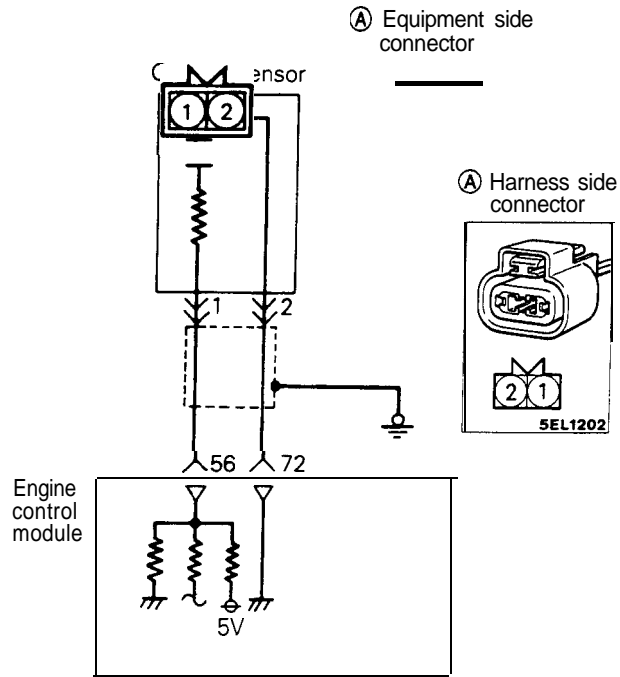 Ⓐ Equipment side
connector
1 2
Ⓐ Harness side
connector
1 2
2 1
5EL1202
56 72
Engine
control
module
5V